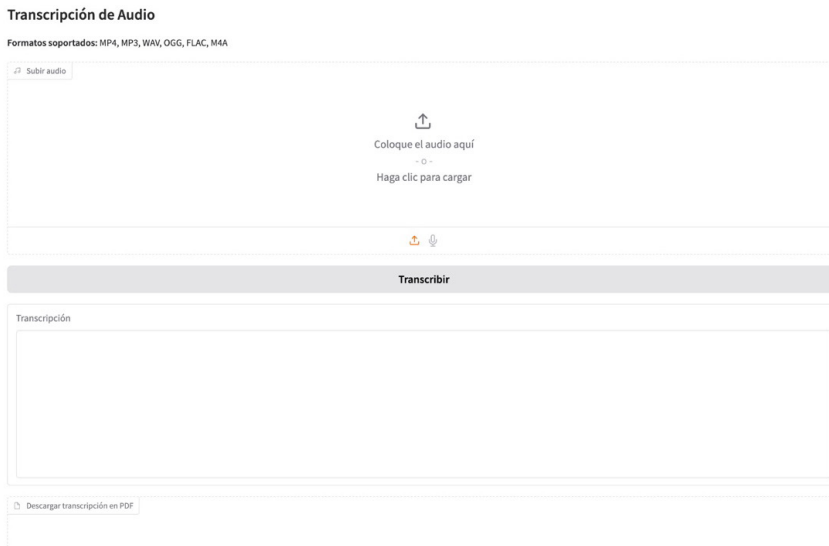 Transcripción de Audio
Formatos soportados: MP4, MP3, WAV, OGG, FLAC, M4A
Subir audio
Coloque el audio aquí
- o -
Haga clic para cargar
Transcribir
Transcripción
Descargar transcripción en PDF